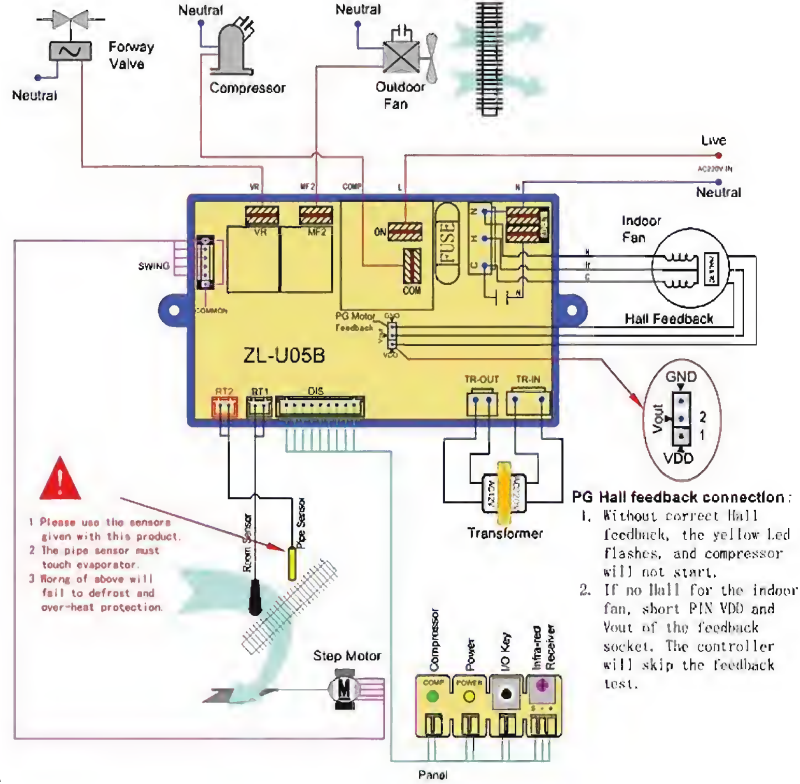 Neutral
Neutral
Forway
Valve
Neutral
Compressor
Outdoor
Fan
Live
AC220V IN
Neutral
VR
MF2
COMP
L
N
VR
MF2
ON
COM
FUSE
N
H
C
N
Indoor
Fan
H
C
SWING
COMMON
PG Motor
Feedback
GND
Vout
VDD
Hall Feedback
ZL-U05B
RT2
RT1
DIS
TR-OUT
TR-IN
GND
Vout
2
1
VDD
AC12V
Transformer
1 Please use the sensors
given with this product.
2 The pipe sensor must
touch evaporator.
3 Worng of above will
fail to defrost and
over-heat protection.
Room Sensor
Pipe Sensor
PG Hall feedback connection:
1. Without correct Hall
feedback, the yellow Led
flashes, and compressor
will not start.
2. If no Hall for the indoor
fan, short PIN VDD and
Vout of the feedback
socket. The controller
will skip the feedback
test.
Step Motor
M
Compressor
Power
I/O Key
Infra-red
Receiver
COMP
POWER
S - +
Panel